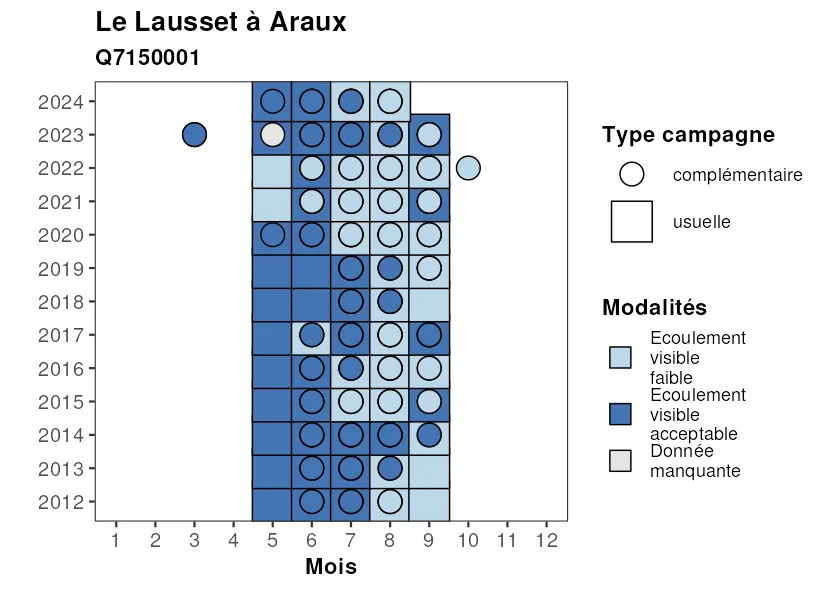 Le Lausset à Araux
Q7150001
2024
2023
2022
2021
2020
2019
2018
2017
2016
2015
2014
2013
2012
1 2 3 4 5 6 7 8 9 10 11 12
Mois
Type campagne
complémentaire
usuelle
Modalités
Ecoulement
visible
faible
Ecoulement
visible
acceptable
Donnée
manquante